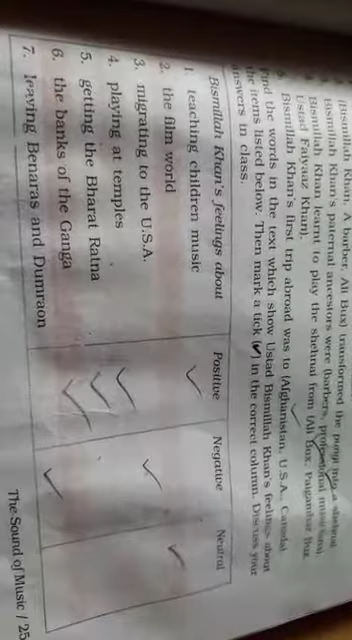 (Bismillah Khan, A barber, Ali Bux) transformed the pungi into a shehnai.
Bismillah Khan's paternal ancestors were (barbers, professional musicians).
Bismillah Khan learnt to play the shehnai from (Ali Bux, Paigambar Bux,
Ustad Faiyaaz Khan).
Bismillah Khan's first trip abroad was to (Afghanistan, U.S.A., Canada).
Find the words in the text which show Ustad Bismillah Khan's feelings about
the items listed below. Then mark a tick (✓) in the correct column. Discuss your
answers in class.
Bismillah Khan's feelings about Positive Negative Neutral
1. teaching children music ✓
2. the film world ✓
3. migrating to the U.S.A. ✓
4. playing at temples ✓
5. getting the Bharat Ratna ✓
6. the banks of the Ganga ✓
7. leaving Benaras and Dumraon ✓
The Sound of Music / 25